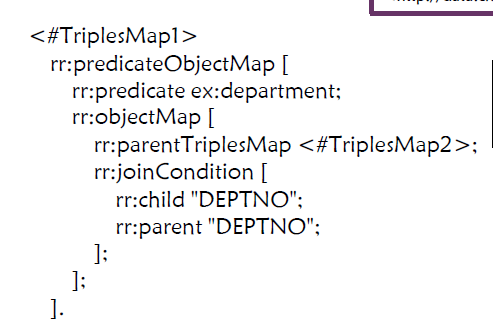 <#TriplesMap1>
rr:predicateObjectMap [
rr:predicate ex:department;
rr:objectMap [
rr:parentTriplesMap <#TriplesMap2>;
rr:joinCondition [
rr:child "DEPTNO";
rr:parent "DEPTNO";
];
];
].